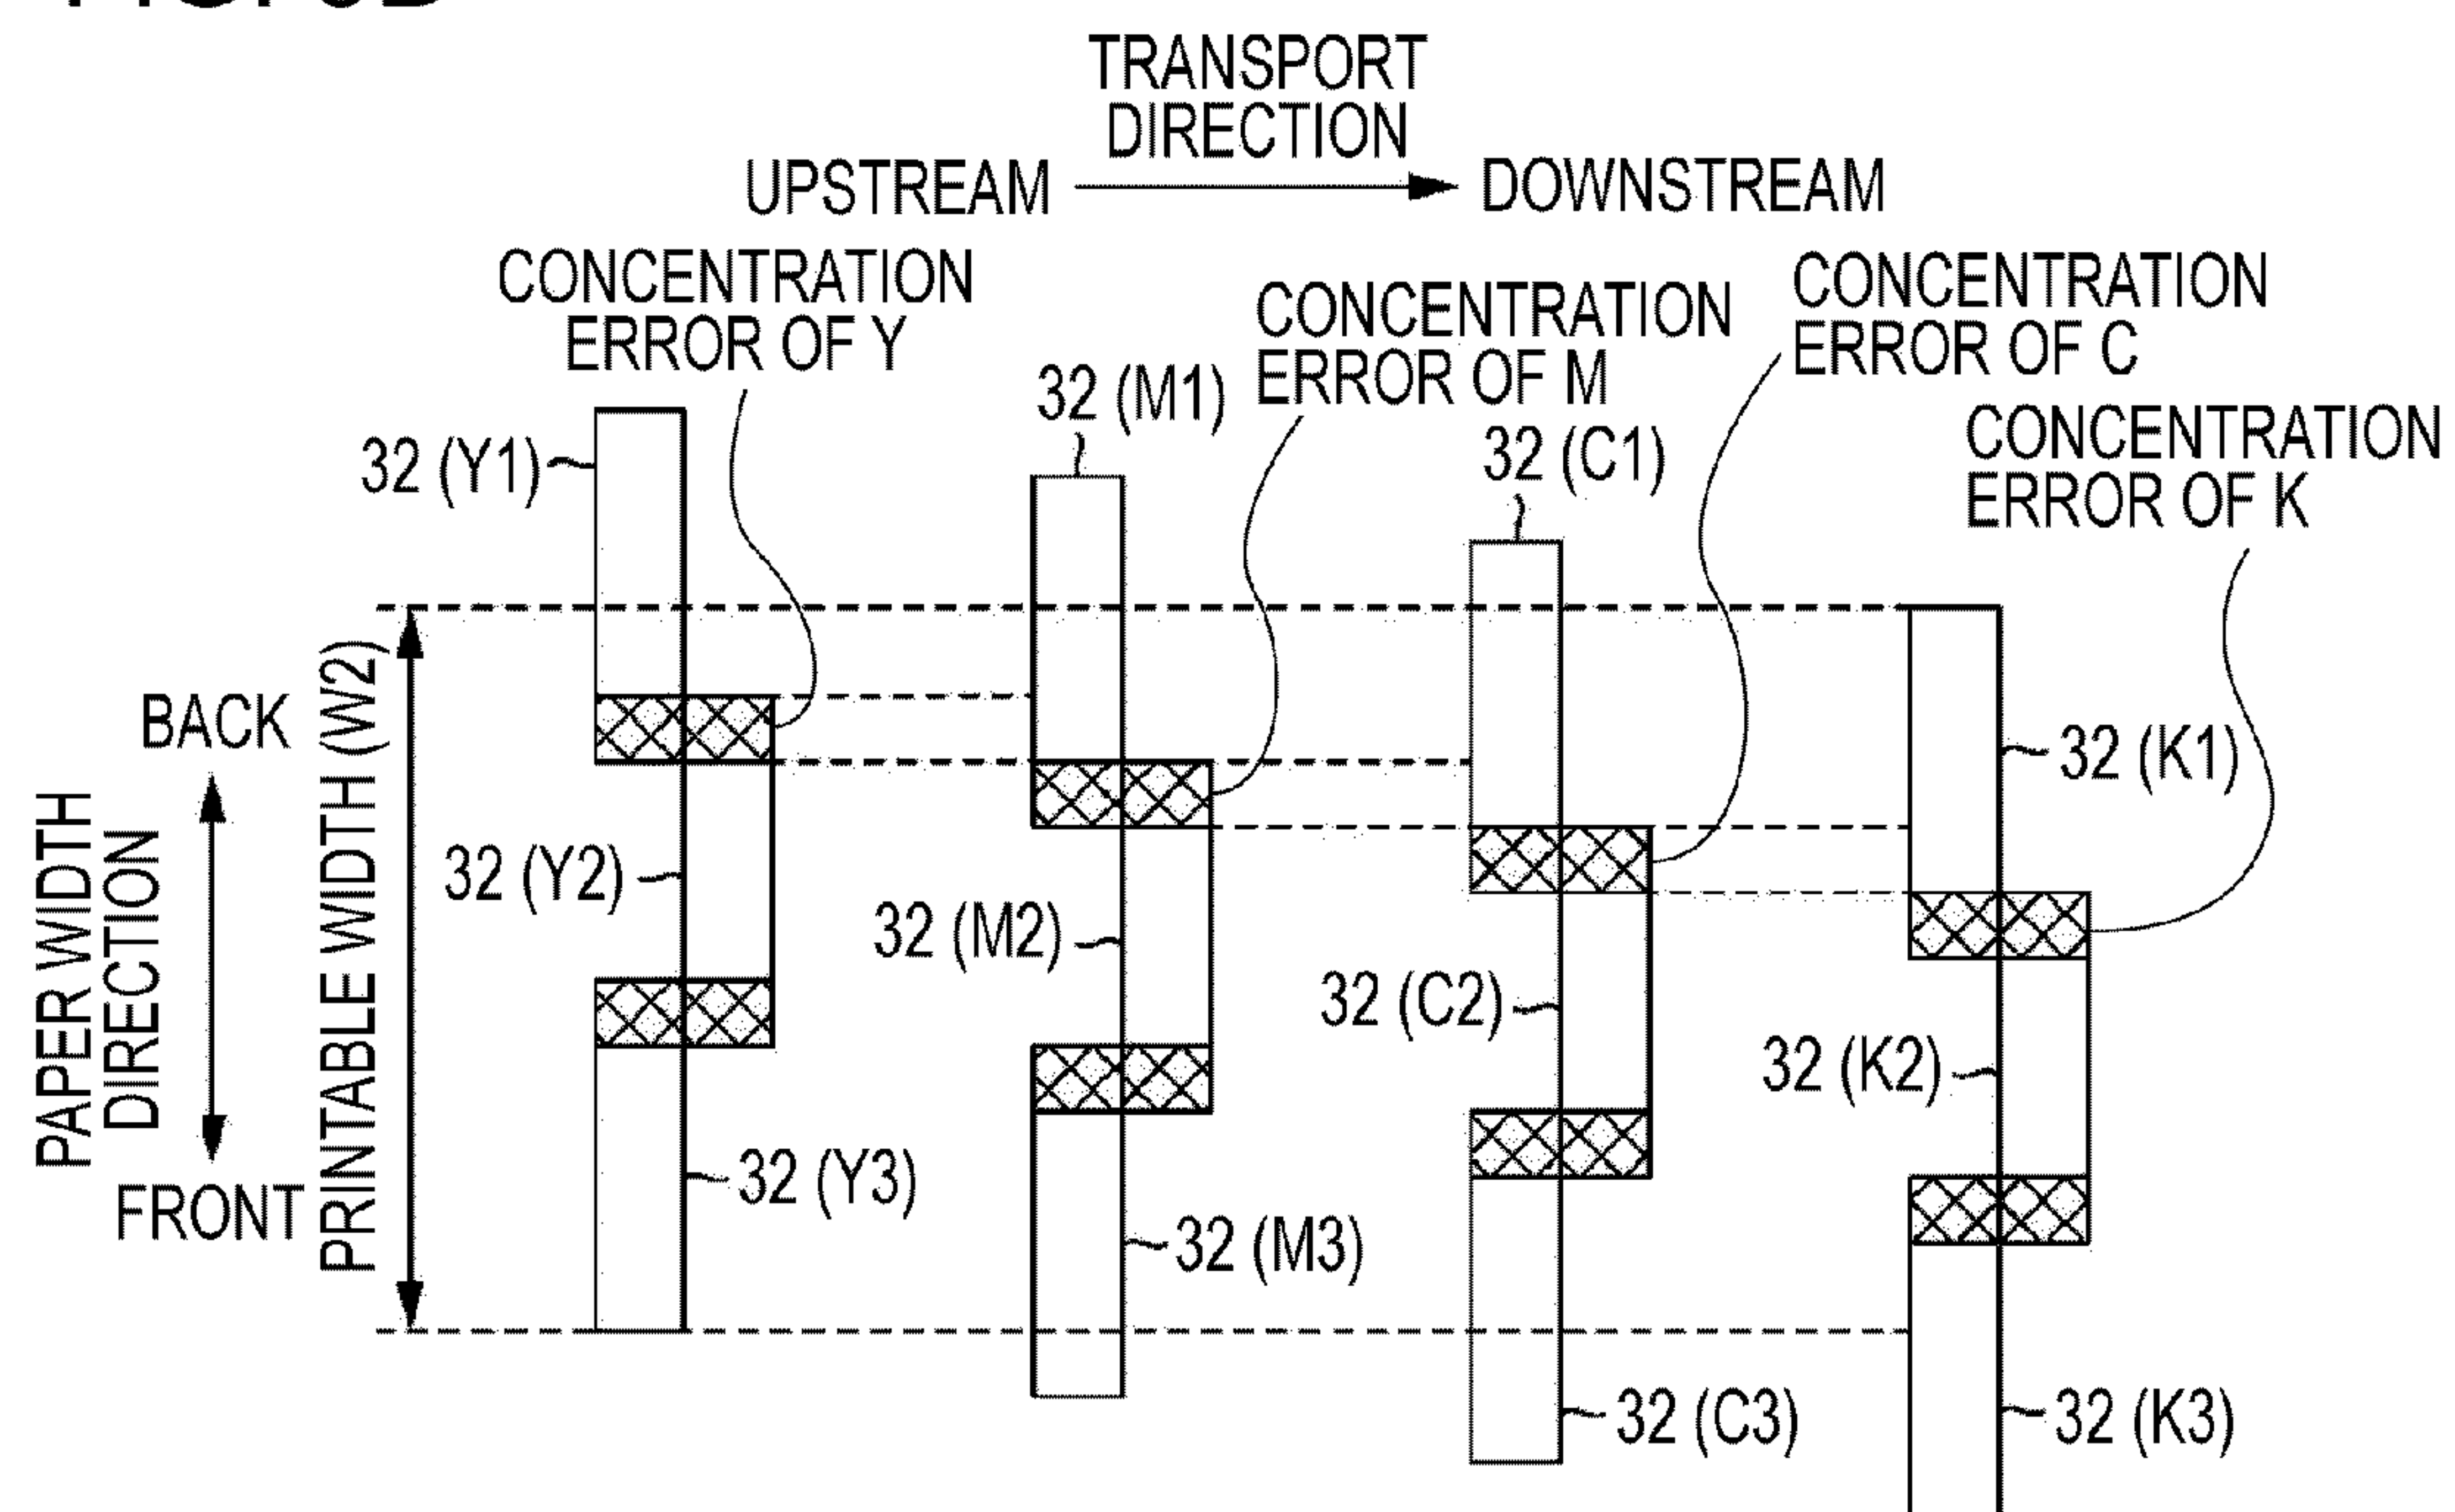 TRANSPORT
DIRECTION
UPSTREAM
DOWNSTREAM
CONCENTRATION
ERROR OF Y
CONCENTRATION
ERROR OF M
CONCENTRATION
ERROR OF C
CONCENTRATION
ERROR OF K
32 (Y1)
32 (M1)
32 (C1)
32 (K1)
BACK
PAPER WIDTH
DIRECTION
FRONT
PRINTABLE WIDTH (W2)
32 (Y2)
32 (M2)
32 (C2)
32 (K2)
32 (Y3)
32 (M3)
32 (C3)
32 (K3)